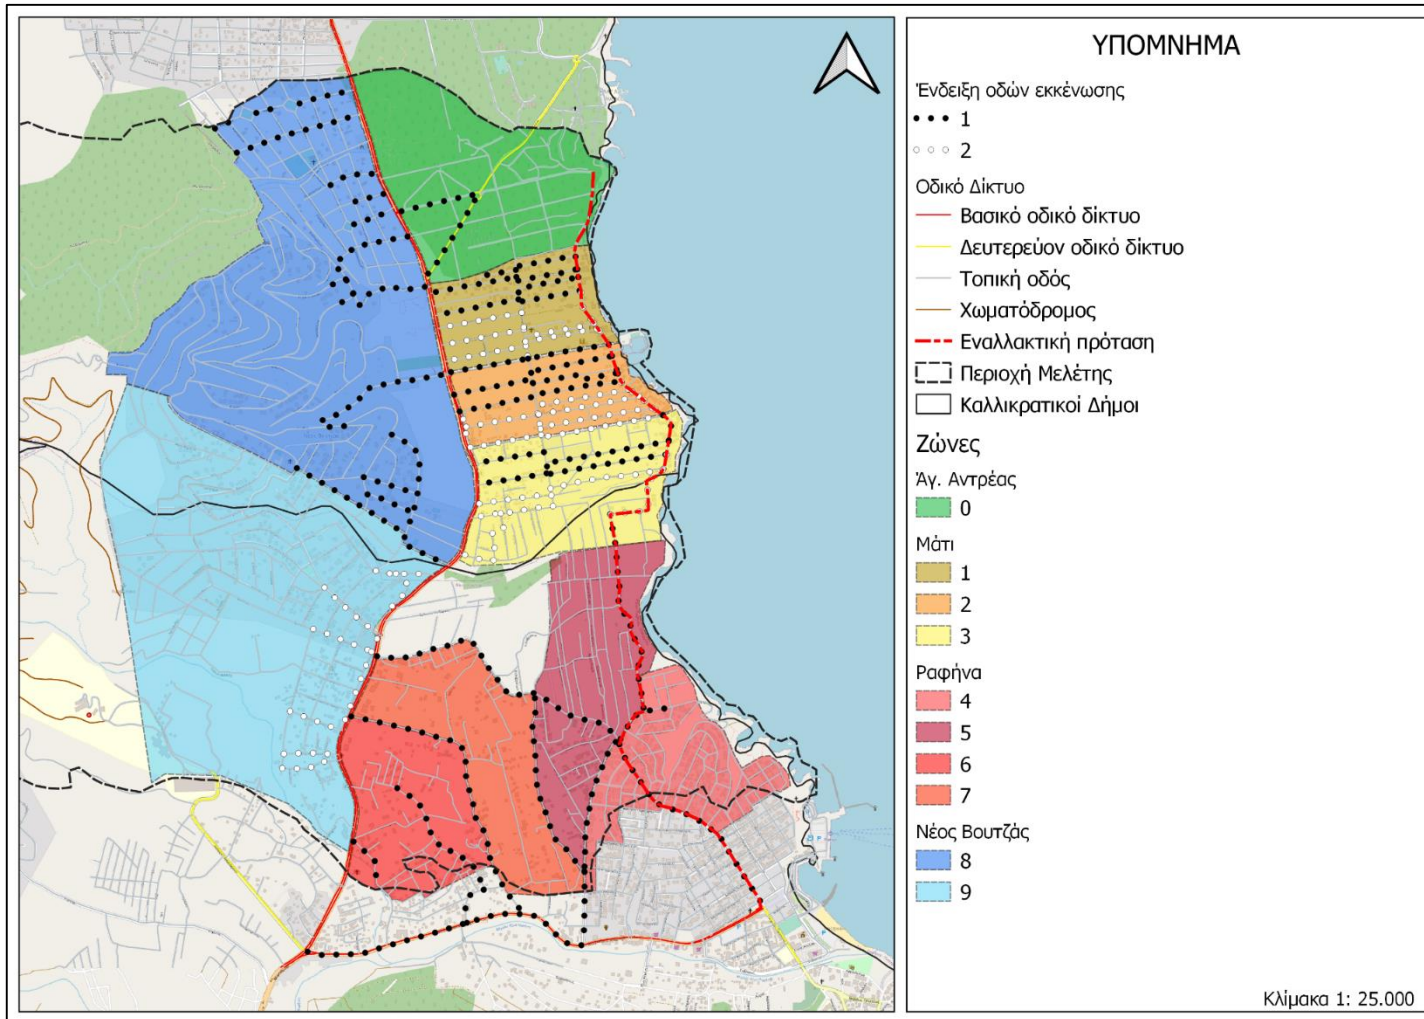 ΥΠΟΜΝΗΜΑ
Ένδειξη οδών εκκένωσης
1
2
Οδικό Δίκτυο
Βασικό οδικό δίκτυο
Δευτερεύον οδικό δίκτυο
Τοπική οδός
Χωματόδρομος
Εναλλακτική πρόταση
Περιοχή Μελέτης
Καλλικρατικοί Δήμοι
Ζώνες
Άγ. Αντρέας
0
Μάτι
1
2
3
Ραφήνα
4
5
6
7
Νέος Βουτζάς
8
9
Κλίμακα 1: 25.000